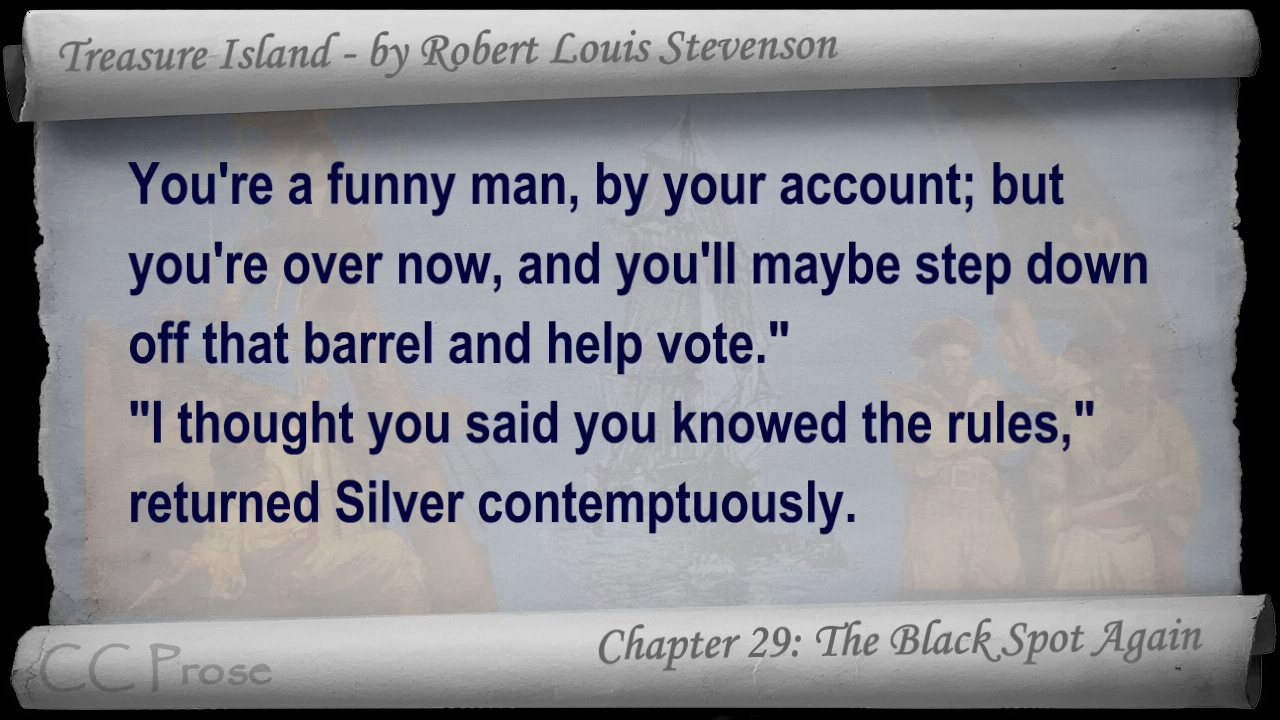 Treasure Island - by Robert Louis Stevenson
You're a funny man, by your account; but
you're over now, and you'll maybe step down
off that barrel and help vote."
"I thought you said you knowed the rules,"
returned Silver contemptuously.
Chapter 29: The Black Spot Again
CC Prose